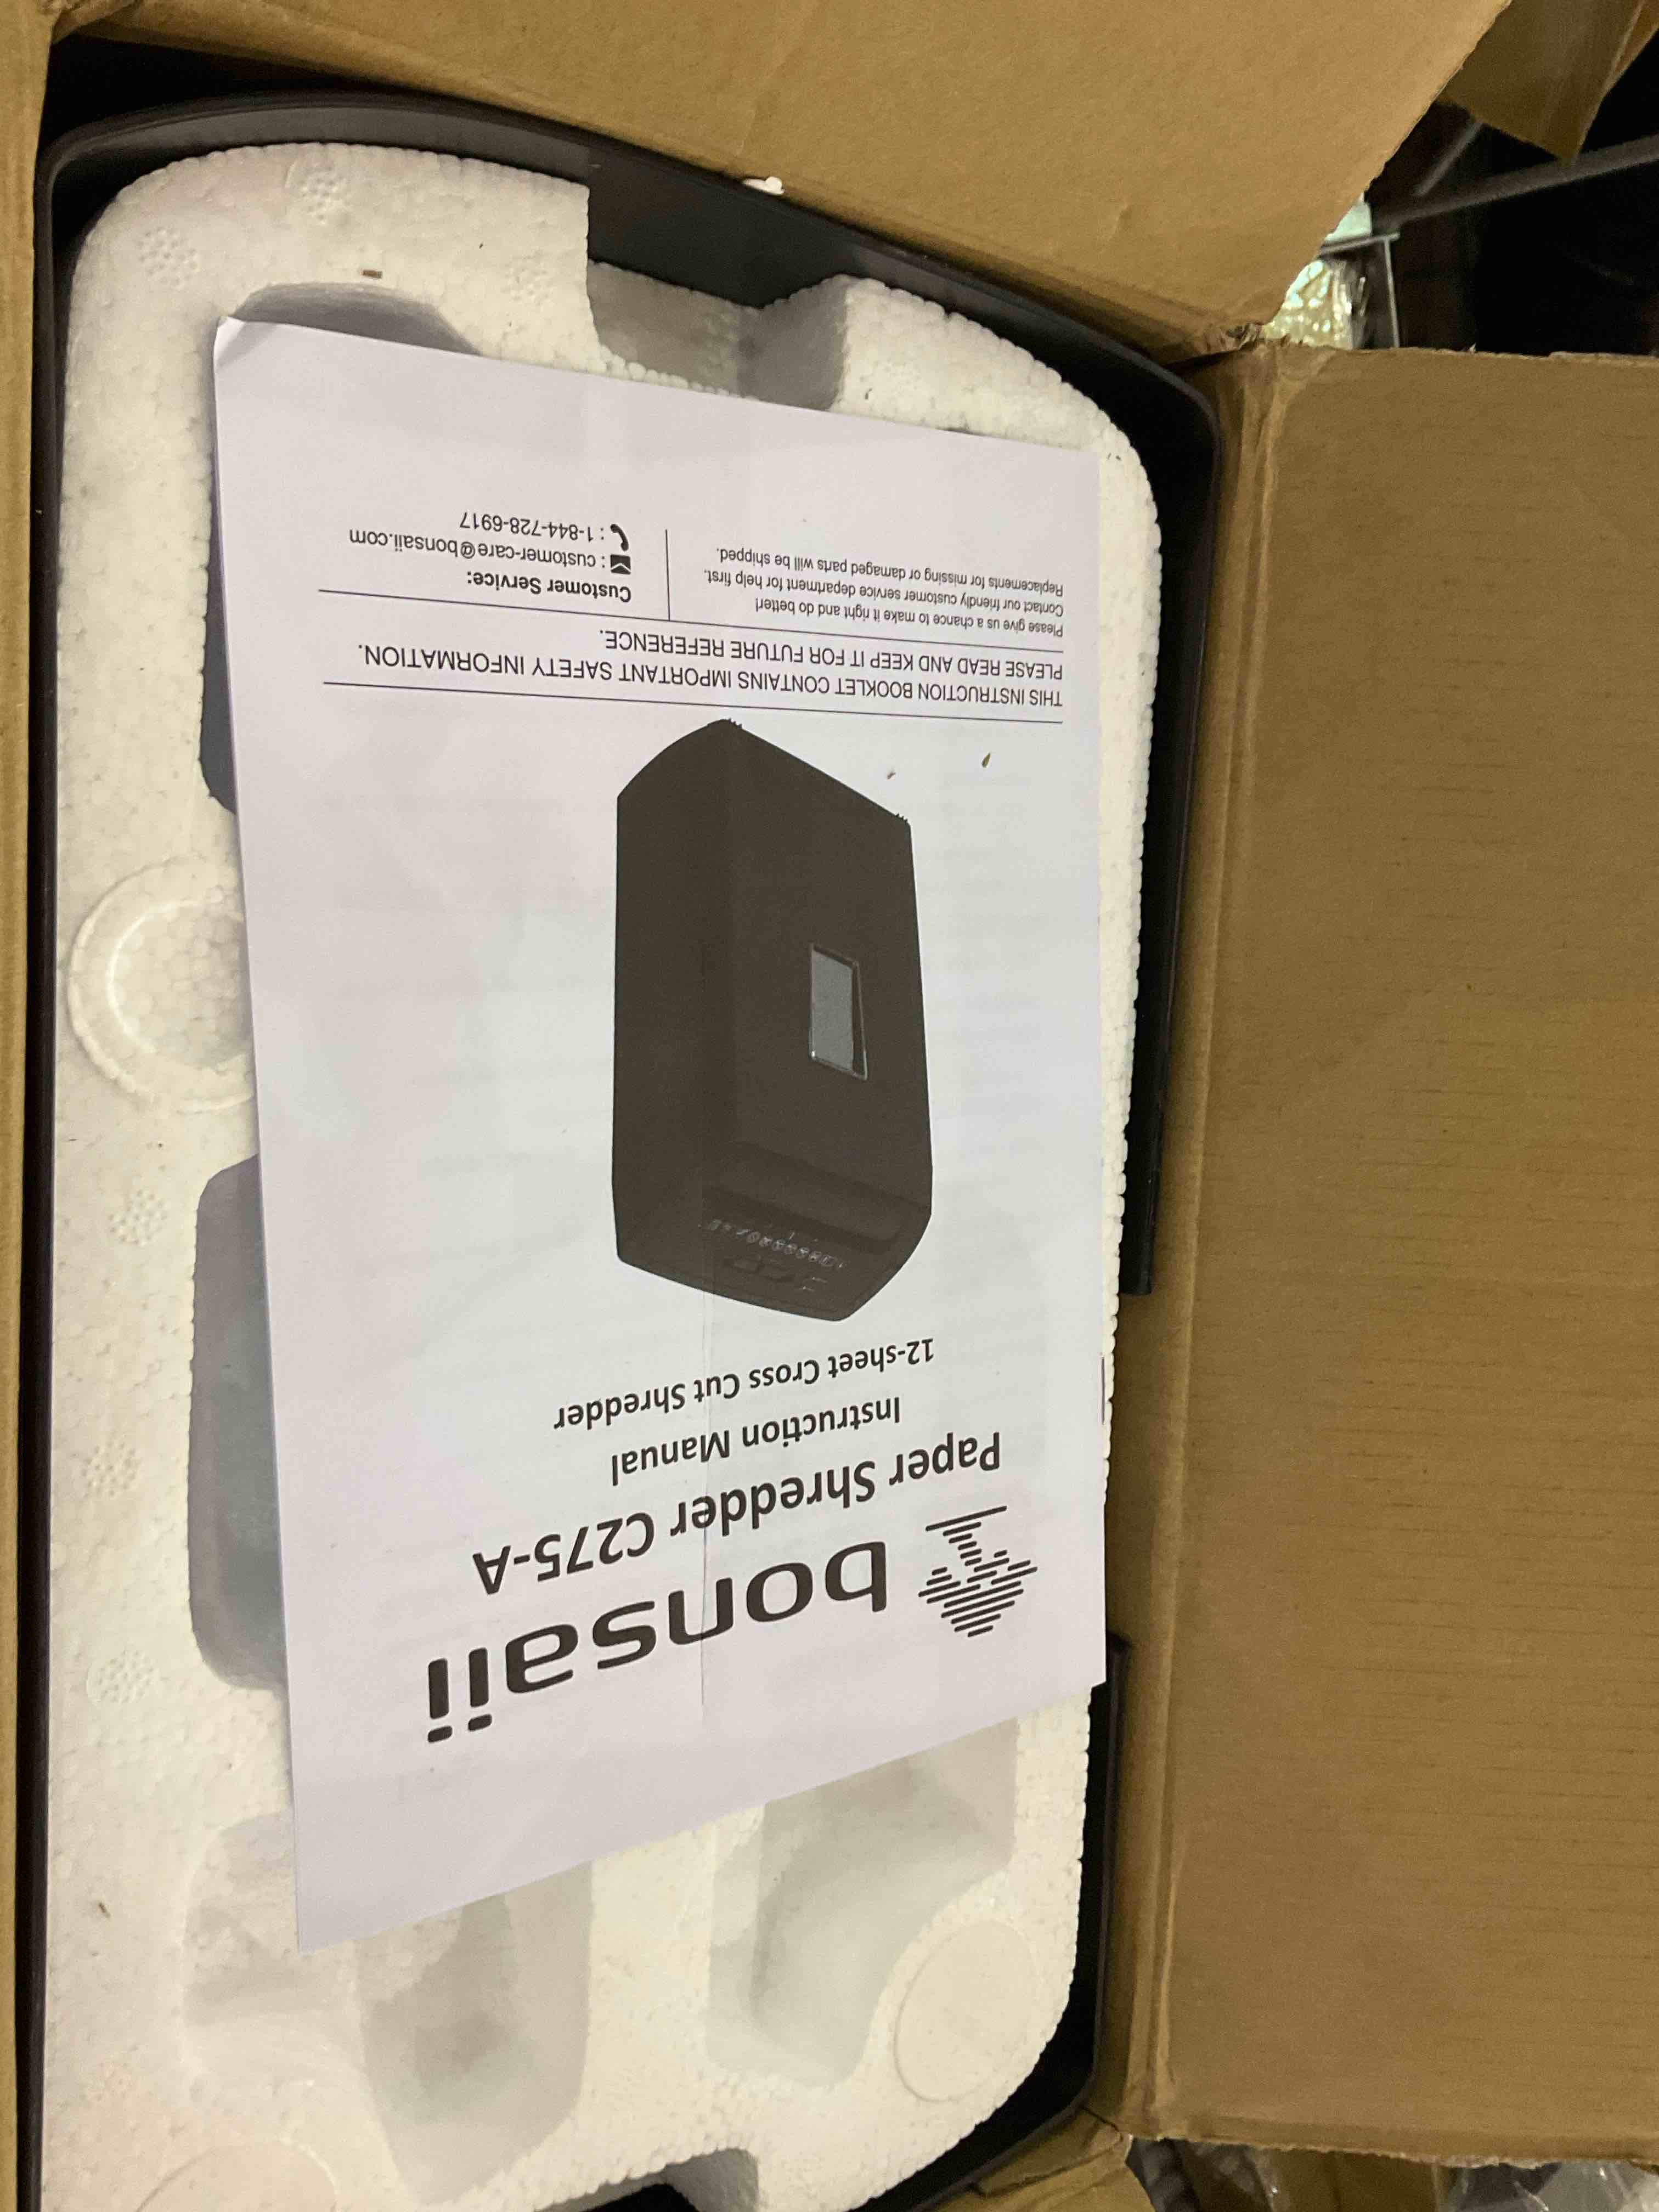 bonsaii
Paper Shredder C275-A
Instruction Manual
12-sheet Cross Cut Shredder
THIS INSTRUCTION BOOKLET CONTAINS IMPORTANT SAFETY INFORMATION.
PLEASE READ AND KEEP IT FOR FUTURE REFERENCE.
Please give us a chance to make it right and do better!
Contact our friendly customer service department for help first.
Replacements for missing or damaged parts will be shipped.
Customer Service:
: customer-care@bonsaii.com
: 1-844-728-6917